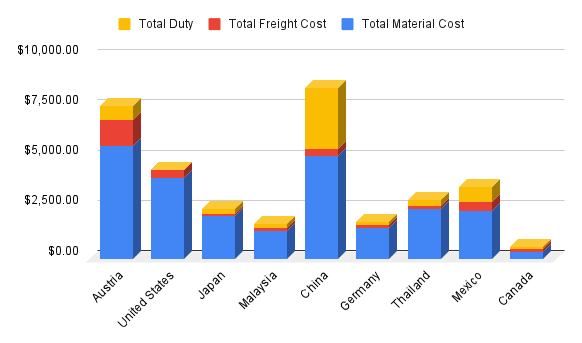 Total Duty Total Freight Cost Total Material Cost
$10,000.00
$7,500.00
$5,000.00
$2,500.00
$0.00
Austria
United States
Japan
Malaysia
China
Germany
Thailand
Mexico
Canada